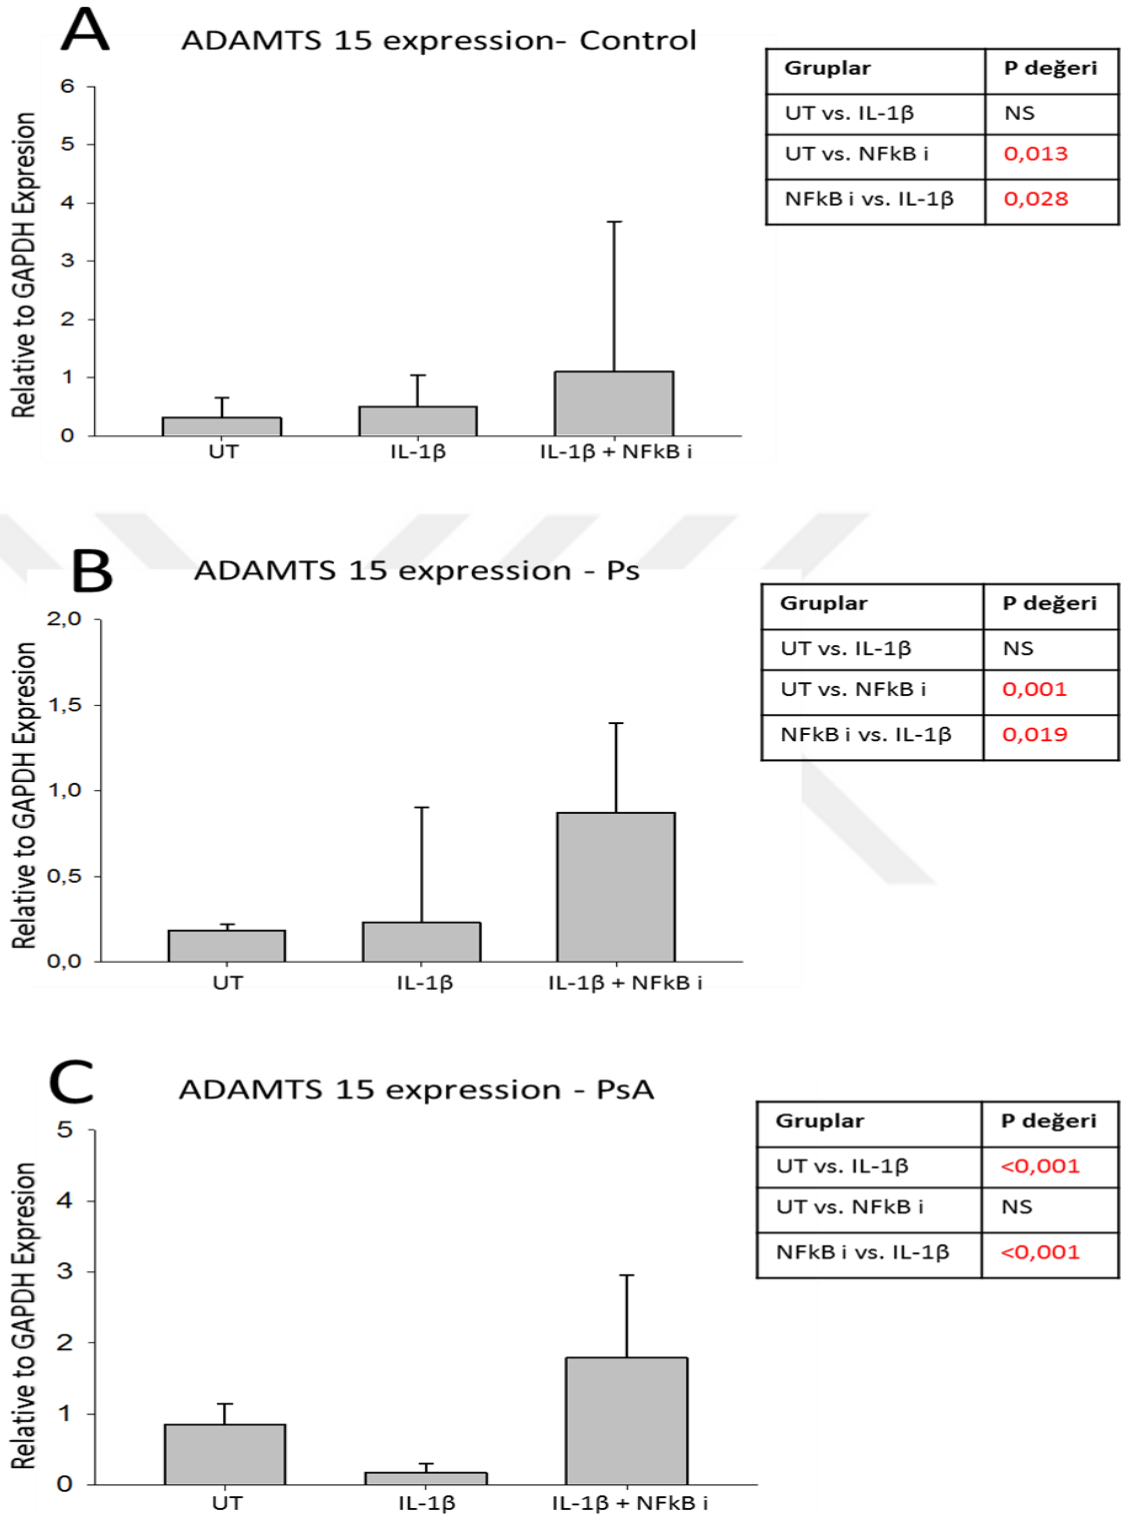 A
ADAMTS 15 expression- Control
Gruplar P değeri
UT vs. IL-1β NS
UT vs. NFkB i 0,013
NFkB i vs. IL-1β 0,028
Relative to GAPDH Expresion
6
5
4
3
2
1
0
UT IL-1β IL-1β + NFkB i
B
ADAMTS 15 expression - Ps
Gruplar P değeri
UT vs. IL-1β NS
UT vs. NFkB i 0,001
NFkB i vs. IL-1β 0,019
Relative to GAPDH Expresion
2,0
1,5
1,0
0,5
0,0
UT IL-1β IL-1β + NFkB i
C
ADAMTS 15 expression - PsA
Gruplar P değeri
UT vs. IL-1β <0,001
UT vs. NFkB i NS
NFkB i vs. IL-1β <0,001
Relative to GAPDH Expresion
5
4
3
2
1
0
UT IL-1β IL-1β + NFkB i